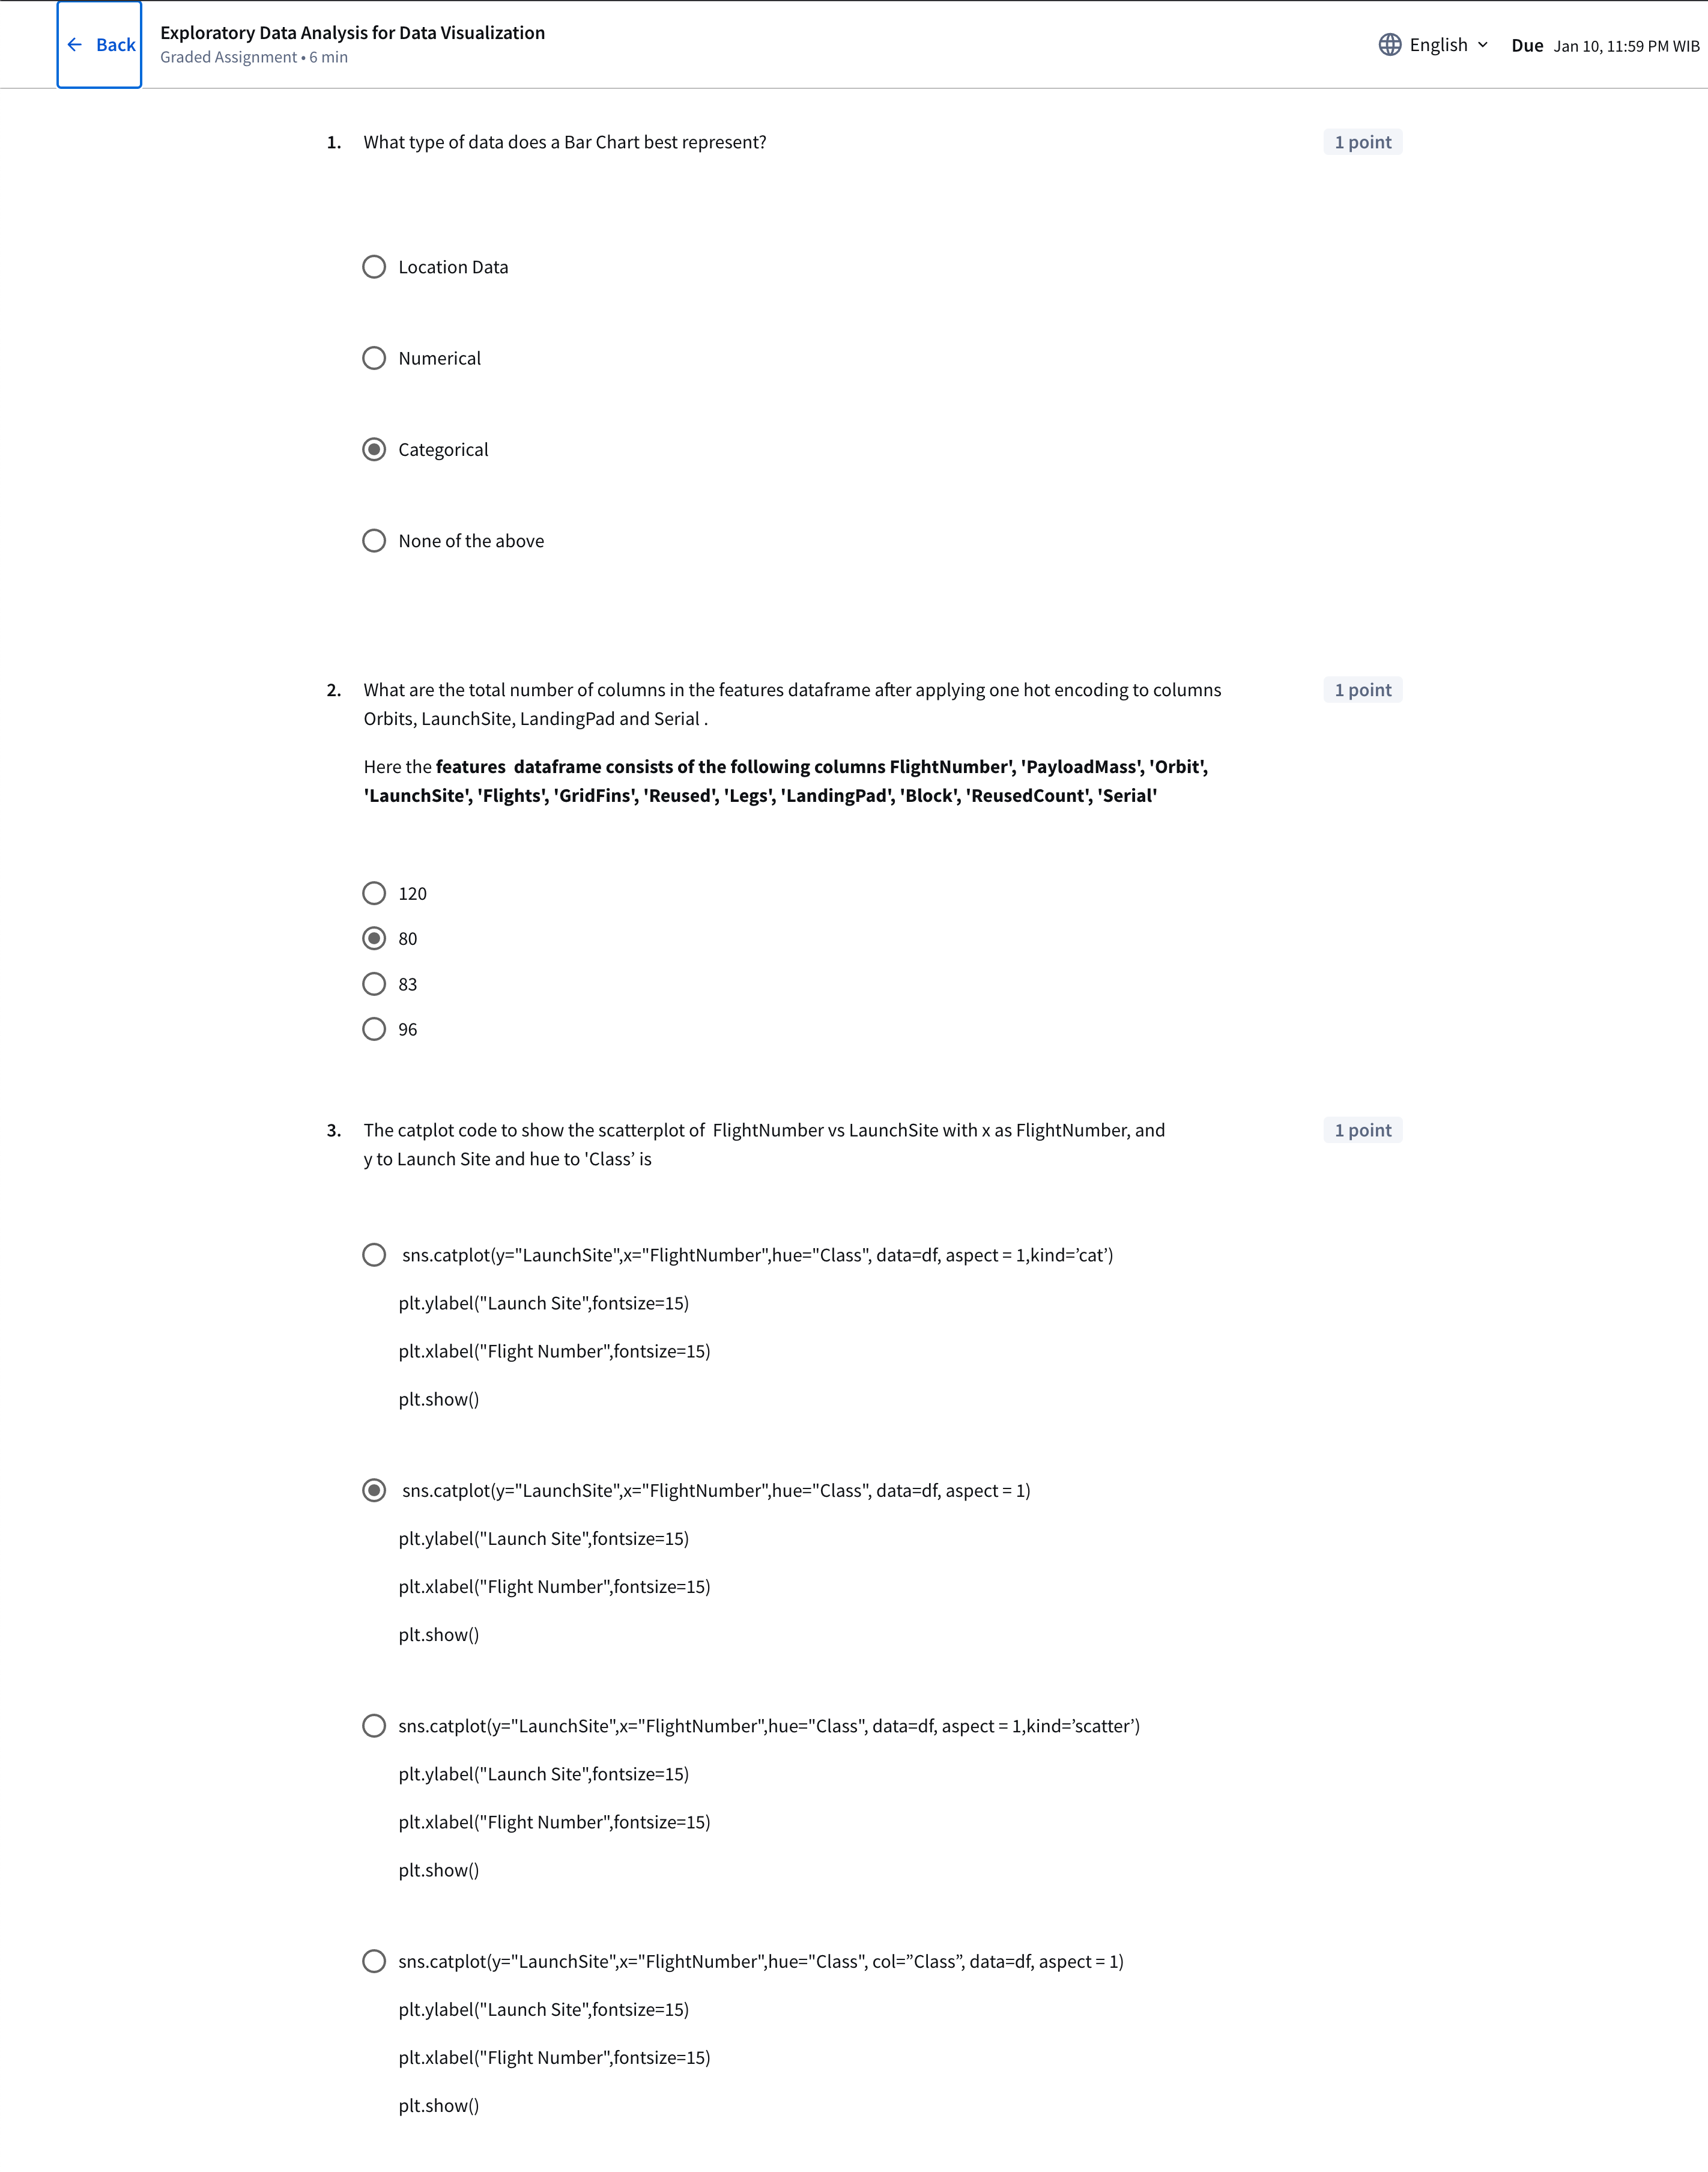 Back
Exploratory Data Analysis for Data Visualization
Graded Assignment • 6 min
English
Due Jan 10, 11:59 PM WIB
1. What type of data does a Bar Chart best represent?
1 point
Location Data
Numerical
Categorical
None of the above
2. What are the total number of columns in the features dataframe after applying one hot encoding to columns
1 point
Orbits, LaunchSite, LandingPad and Serial .
Here the features  dataframe consists of the following columns FlightNumber', 'PayloadMass', 'Orbit',
'LaunchSite', 'Flights', 'GridFins', 'Reused', 'Legs', 'LandingPad', 'Block', 'ReusedCount', 'Serial'
120
80
83
96
3. The catplot code to show the scatterplot of  FlightNumber vs LaunchSite with x as FlightNumber, and
1 point
y to Launch Site and hue to 'Class’ is
sns.catplot(y="LaunchSite",x="FlightNumber",hue="Class", data=df, aspect = 1,kind=’cat’)
plt.ylabel("Launch Site",fontsize=15)
plt.xlabel("Flight Number",fontsize=15)
plt.show()
sns.catplot(y="LaunchSite",x="FlightNumber",hue="Class", data=df, aspect = 1)
plt.ylabel("Launch Site",fontsize=15)
plt.xlabel("Flight Number",fontsize=15)
plt.show()
sns.catplot(y="LaunchSite",x="FlightNumber",hue="Class", data=df, aspect = 1,kind=’scatter’)
plt.ylabel("Launch Site",fontsize=15)
plt.xlabel("Flight Number",fontsize=15)
plt.show()
sns.catplot(y="LaunchSite",x="FlightNumber",hue="Class", col=”Class”, data=df, aspect = 1)
plt.ylabel("Launch Site",fontsize=15)
plt.xlabel("Flight Number",fontsize=15)
plt.show()